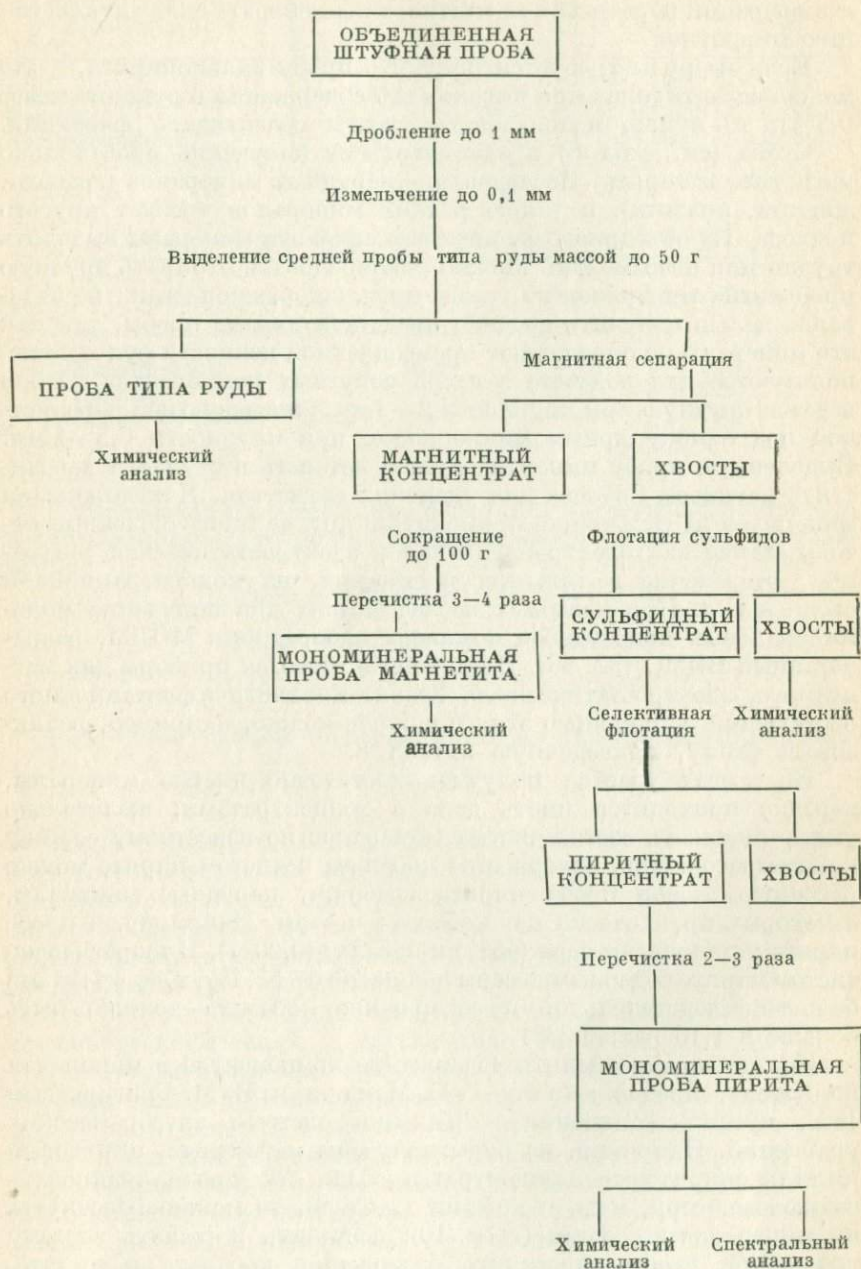 ОБЪЕДИНЕННАЯ
ШТУФНАЯ ПРОБА
Дробление до 1 мм
Измельчение до 0,1 мм
Выделение средней пробы типа руды массой до 50 г
ПРОБА ТИПА РУДЫ
Магнитная сепарация
Химический
анализ
МАГНИТНЫЙ
КОНЦЕНТРАТ
ХВОСТЫ
Сокращение
до 100 г
Флотация сульфидов
Перечистка 3—4 раза
СУЛЬФИДНЫЙ
КОНЦЕНТРАТ
ХВОСТЫ
МОНОМИНЕРАЛЬНАЯ
ПРОБА МАГНЕТИТА
Химический
анализ
Селективная
флотация
Химический
анализ
ПИРИТНЫЙ
КОНЦЕНТРАТ
ХВОСТЫ
Перечистка 2—3 раза
МОНОМИНЕРАЛЬНАЯ
ПРОБА ПИРИТА
Химический
анализ
Спектральный
анализ